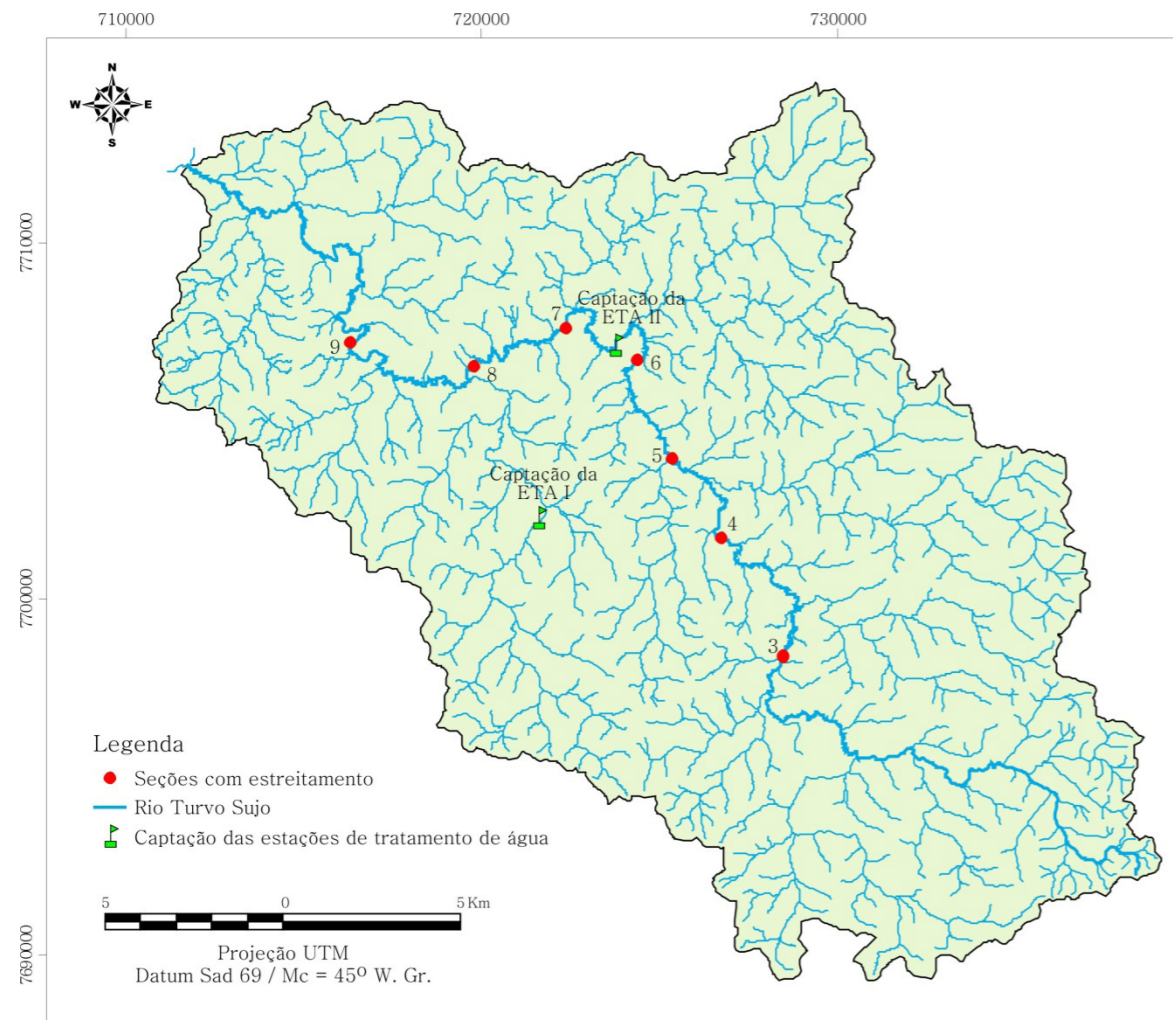 710000
720000
730000
N
W
E
S
7710000
7700000
7690000
Captação da
ETA II
7
6
9
8
5
Captação da
ETA I
4
3
Legenda
Seções com estreitamento
Rio Turvo Sujo
Captação das estações de tratamento de água
5 0 5 Km
Projeção UTM
Datum Sad 69 / Mc = 45º W. Gr.